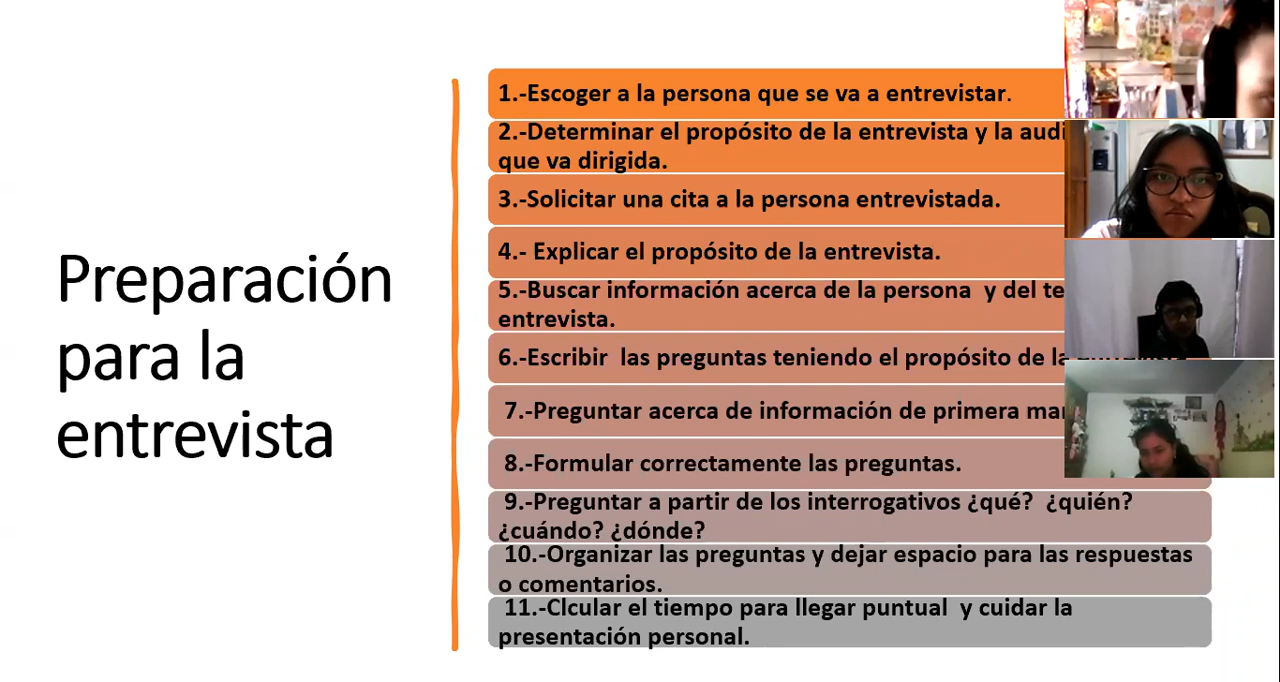 Preparación
para la
entrevista
1.-Escoger a la persona que se va a entrevistar.
2.-Determinar el propósito de la entrevista y la
que va dirigida.
3.-Solicitar una cita a la persona entrevistada.
4.- Explicar el propósito de la entrevista.
5.-Buscar información acerca de la persona y del
entrevista.
6.-Escribir las preguntas teniendo el propósito de la
7.-Preguntar acerca de información de primera
8.-Formular correctamente las preguntas.
9.-Preguntar a partir de los interrogativos ¿qué? ¿quién?
¿cuándo? ¿dónde?
10.-Organizar las preguntas y dejar espacio para las respuestas
o comentarios.
11.-Clcular el tiempo para llegar puntual y cuidar la
presentación personal.